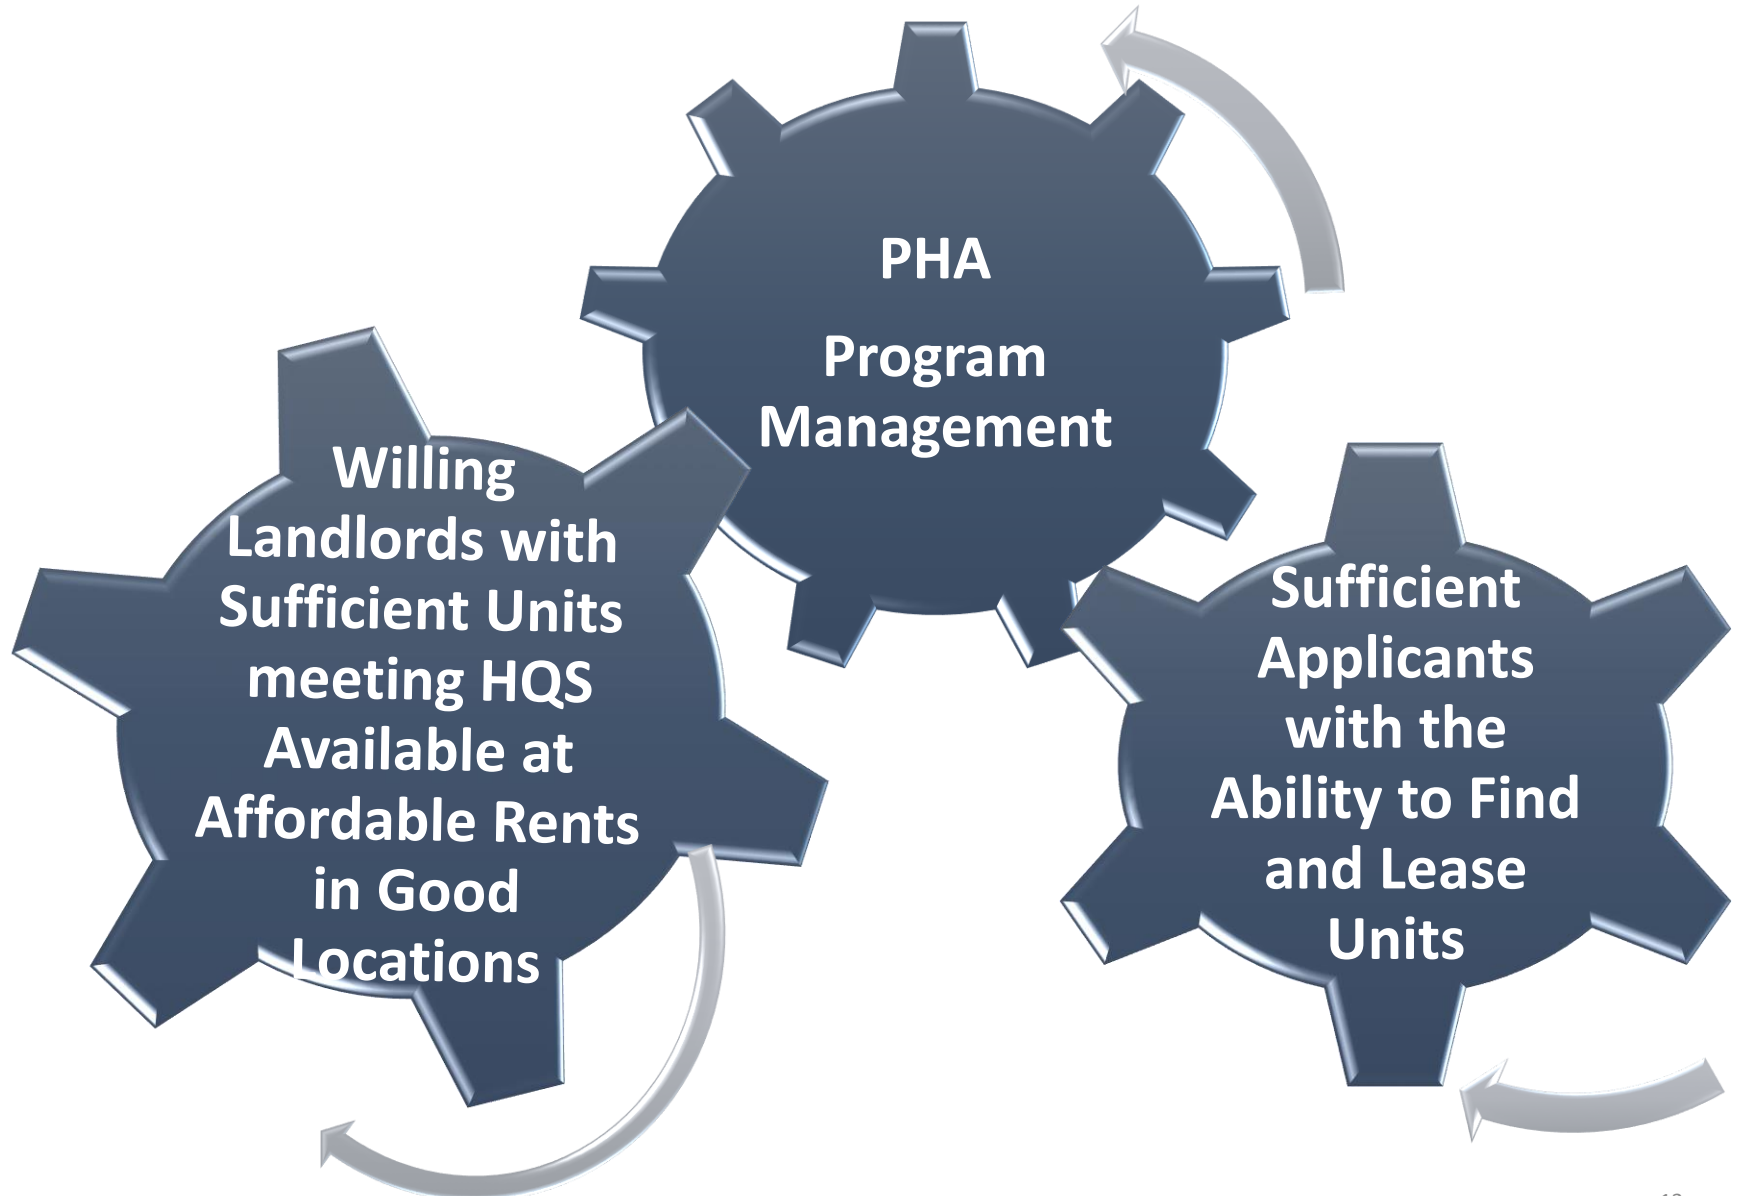 PHA
Program
Management
Willing
Landlords with
Sufficient Units
meeting HQS
Available at
Affordable Rents
in Good
Locations
Sufficient
Applicants
with the
Ability to Find
and Lease
Units